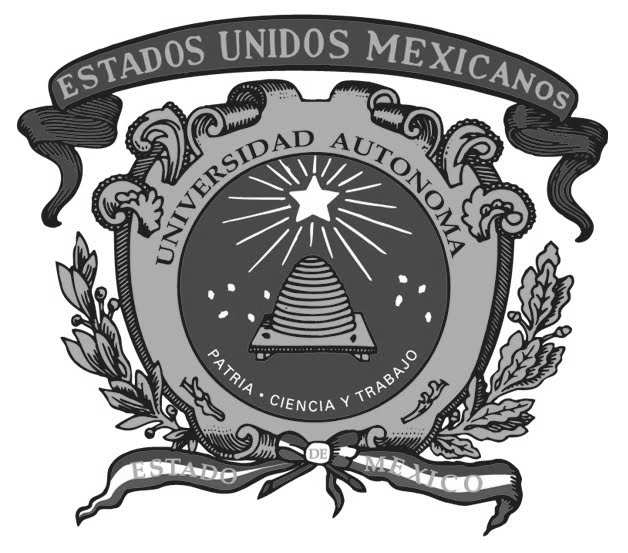 ESTADOS UNIDOS MEXICANOS
UNIVERSIDAD AUTONOMA
PATRIA • CIENCIA Y TRABAJO
ESTADO DE MEXICO